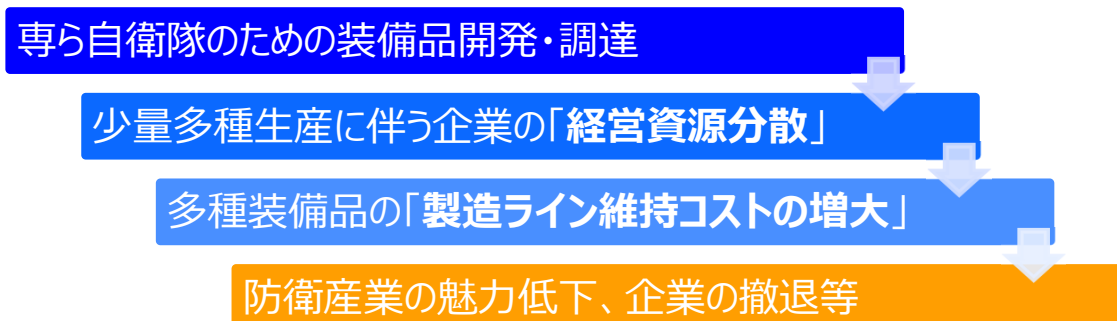 専ら自衛隊のための装備品開発・調達
少量多種生産に伴う企業の「経営資源分散」
多種装備品の「製造ライン維持コストの増大」
防衛産業の魅力低下、企業の撤退等